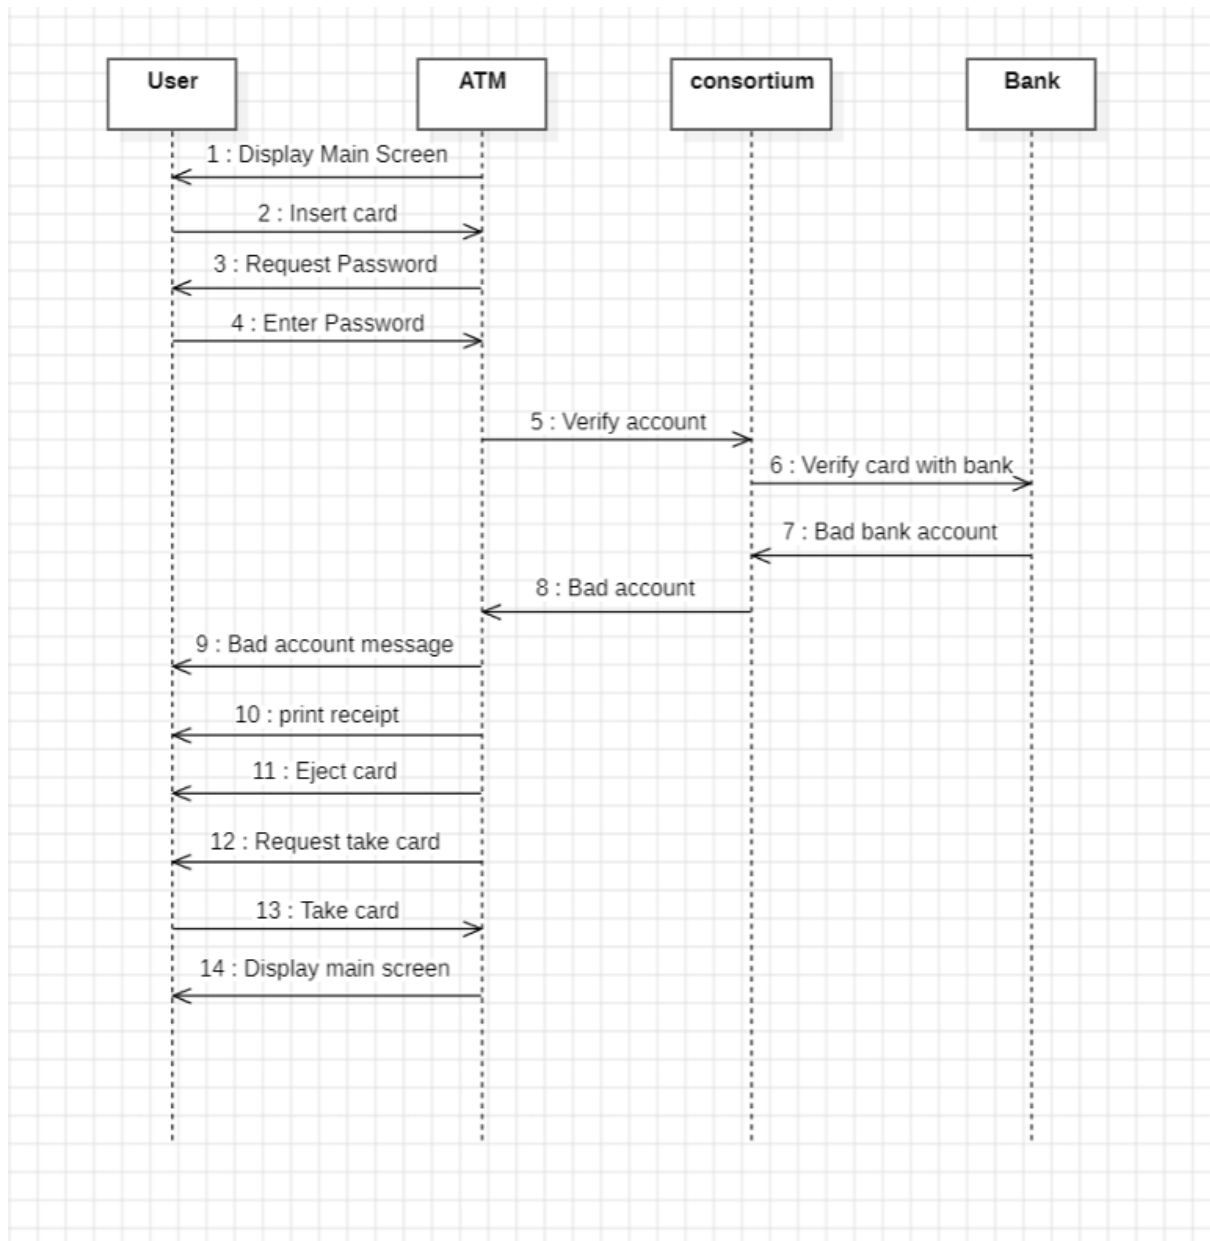 User
ATM
consortium
Bank
1 : Display Main Screen
2 : Insert card
3 : Request Password
4 : Enter Password
5 : Verify account
6 : Verify card with bank
7 : Bad bank account
8 : Bad account
9 : Bad account message
10 : print receipt
11 : Eject card
12 : Request take card
13 : Take card
14 : Display main screen